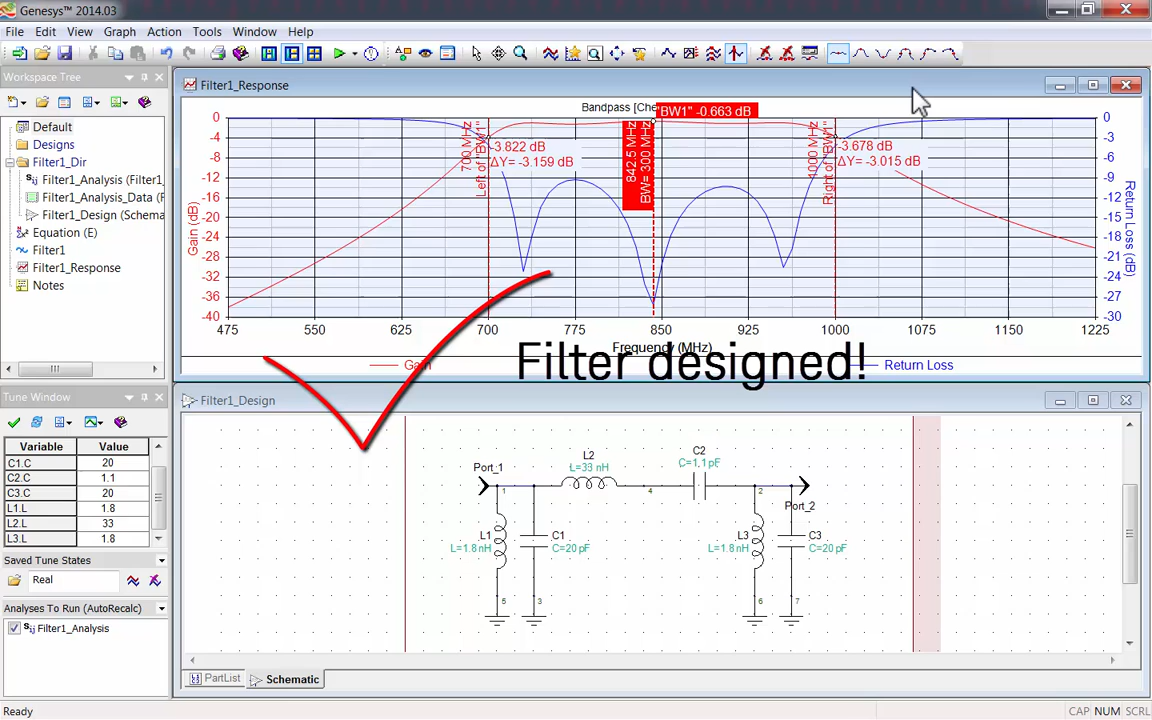 Genesys™ 2014.03
File Edit View Graph Action Tools Window Help
Workspace Tree
Default
Designs
Filter1_Dir
Filter1_Analysis (Filter1_
Filter1_Analysis_Data (F
Filter1_Design (Schema
Equation (E)
Filter1
Filter1_Response
Notes
Tune Window
Variable Value
C1.C 20
C2.C 1.1
C3.C 20
L1.L 1.8
L2.L 33
L3.L 1.8
Saved Tune States
Real
Analyses To Run (AutoRecalc)
Filter1_Analysis
Filter1_Response
Bandpass [Che
"BW1" -0.663 dB
0 -4 -8 -12 -16 -20 -24 -28 -32 -36 -40
Gain (dB)
700 MHz
Left of "BW1"
-3.822 dB
ΔY= -3.159 dB
842.5 MHz
BW= 300 MHz
1000 MHz
Right of "BW1"
-3.678 dB
ΔY= -3.015 dB
0 -3 -6 -9 -12 -15 -18 -21 -24 -27 -30
Return Loss (dB)
475 550 625 700 775 850 925 1000 1075 1150 1225
Frequency (MHz)
Return Loss
Filter designed!
Filter1_Design
Port_1
1
L2
L=33 nH
4
C2
C=1.1 pF
2
Port_2
L1
L=1.8 nH
C1
C=20 pF
L3
L=1.8 nH
C3
C=20 pF
5 3 6 7
PartList Schematic
Ready
CAP NUM SCRL